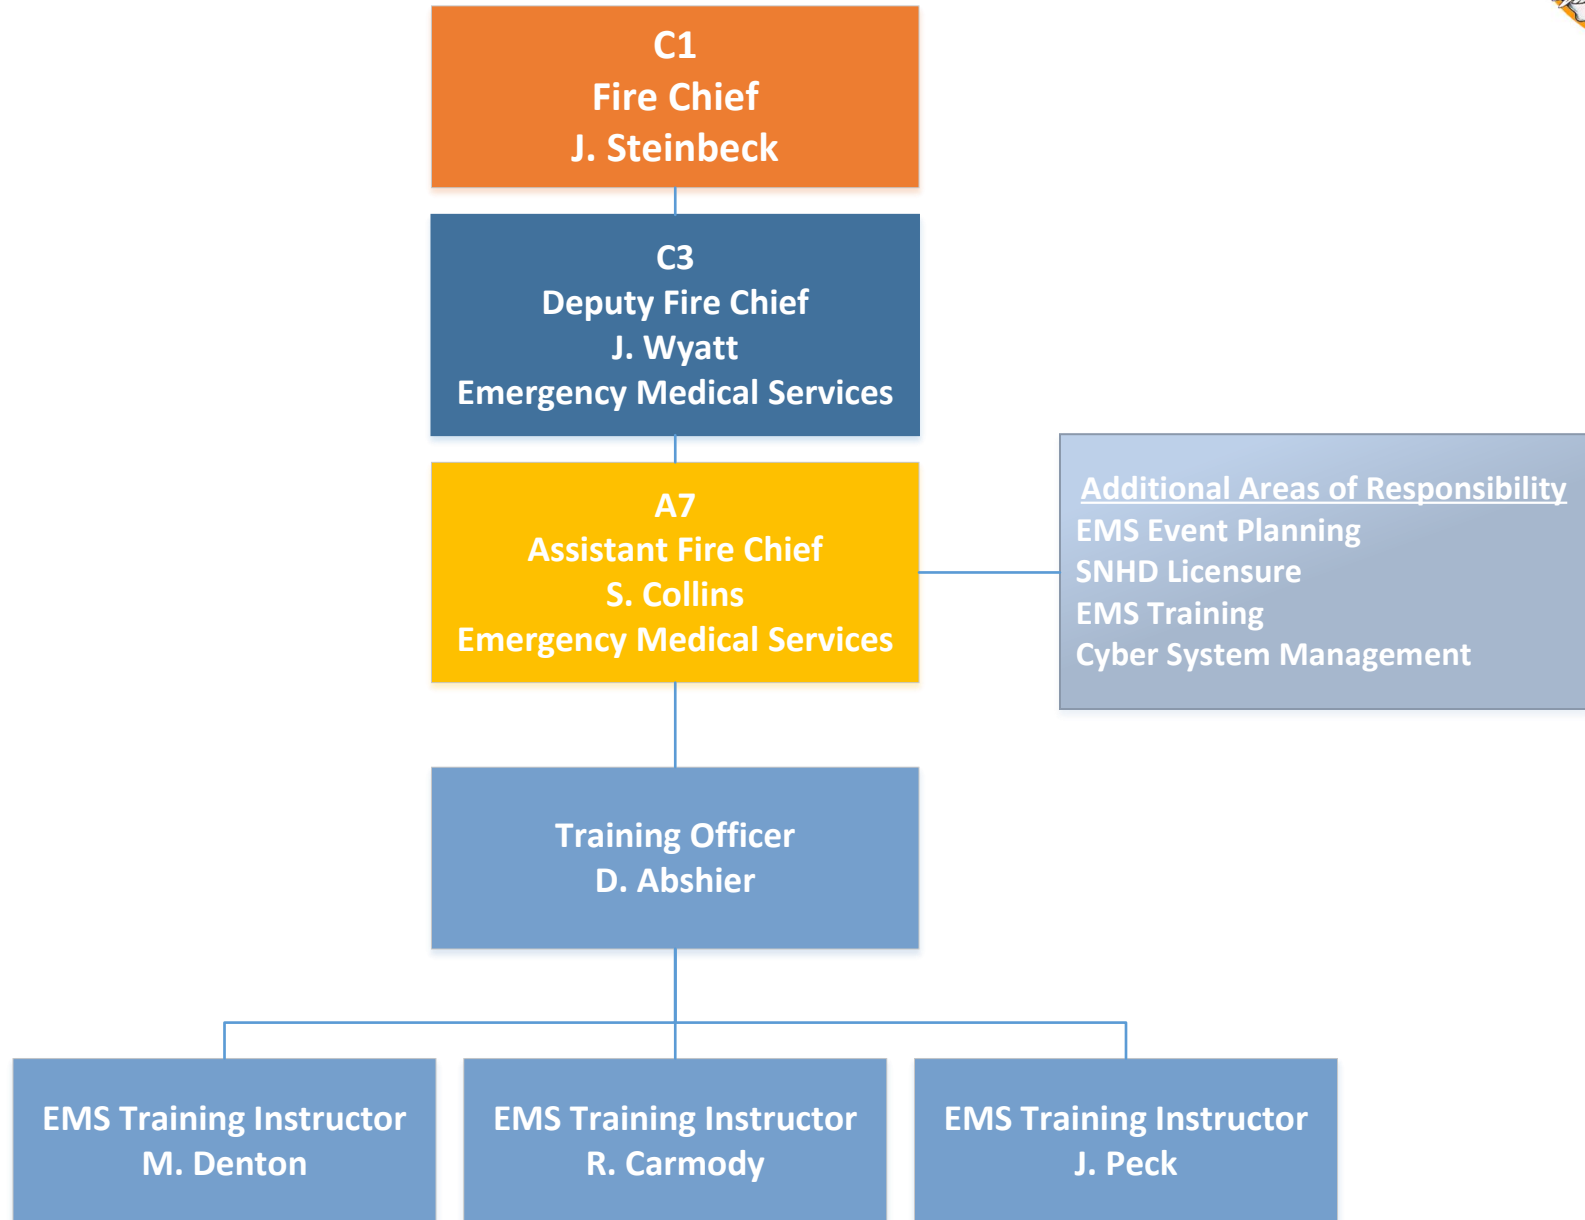 C1
Fire Chief
J. Steinbeck
C3
Deputy Fire Chief
J. Wyatt
Emergency Medical Services
A7
Assistant Fire Chief
S. Collins
Emergency Medical Services
Additional Areas of Responsibility
EMS Event Planning
SNHD Licensure
EMS Training
Cyber System Management
Training Officer
D. Abshier
EMS Training Instructor
M. Denton
EMS Training Instructor
R. Carmody
EMS Training Instructor
J. Peck